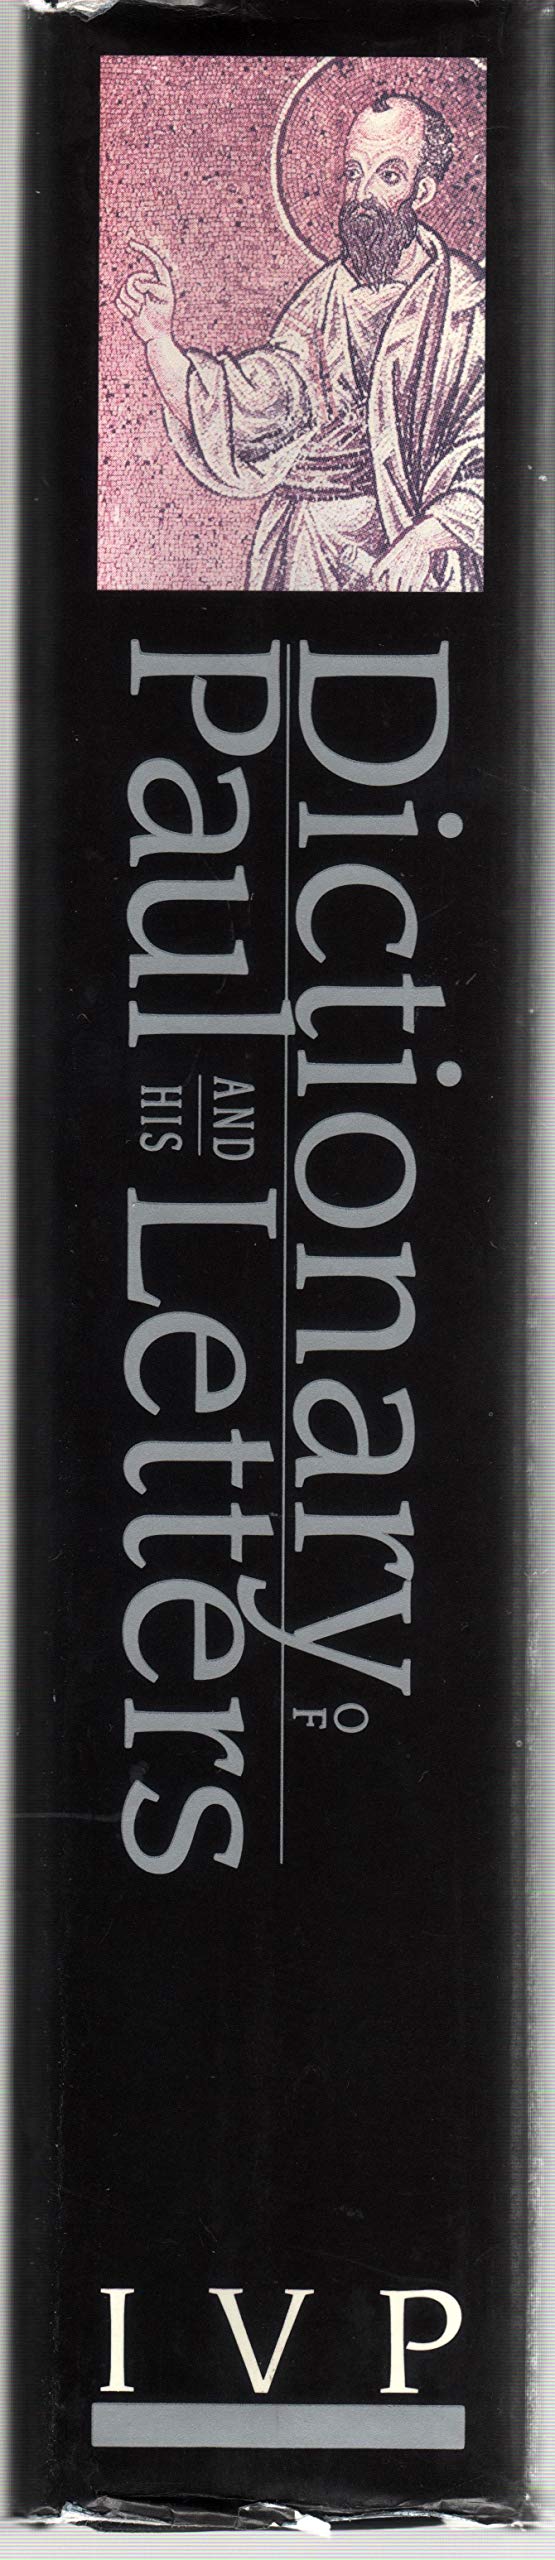 Dictionary OF
Paul AND HIS Letters
IVP